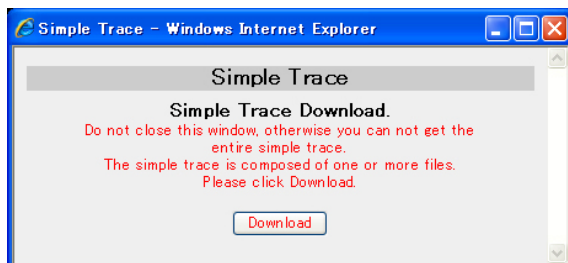 Simple Trace - Windows Internet Explorer
Simple Trace
Simple Trace Download.
Do not close this window, otherwise you can not get the
entire simple trace.
The simple trace is composed of one or more files.
Please click Download.
Download